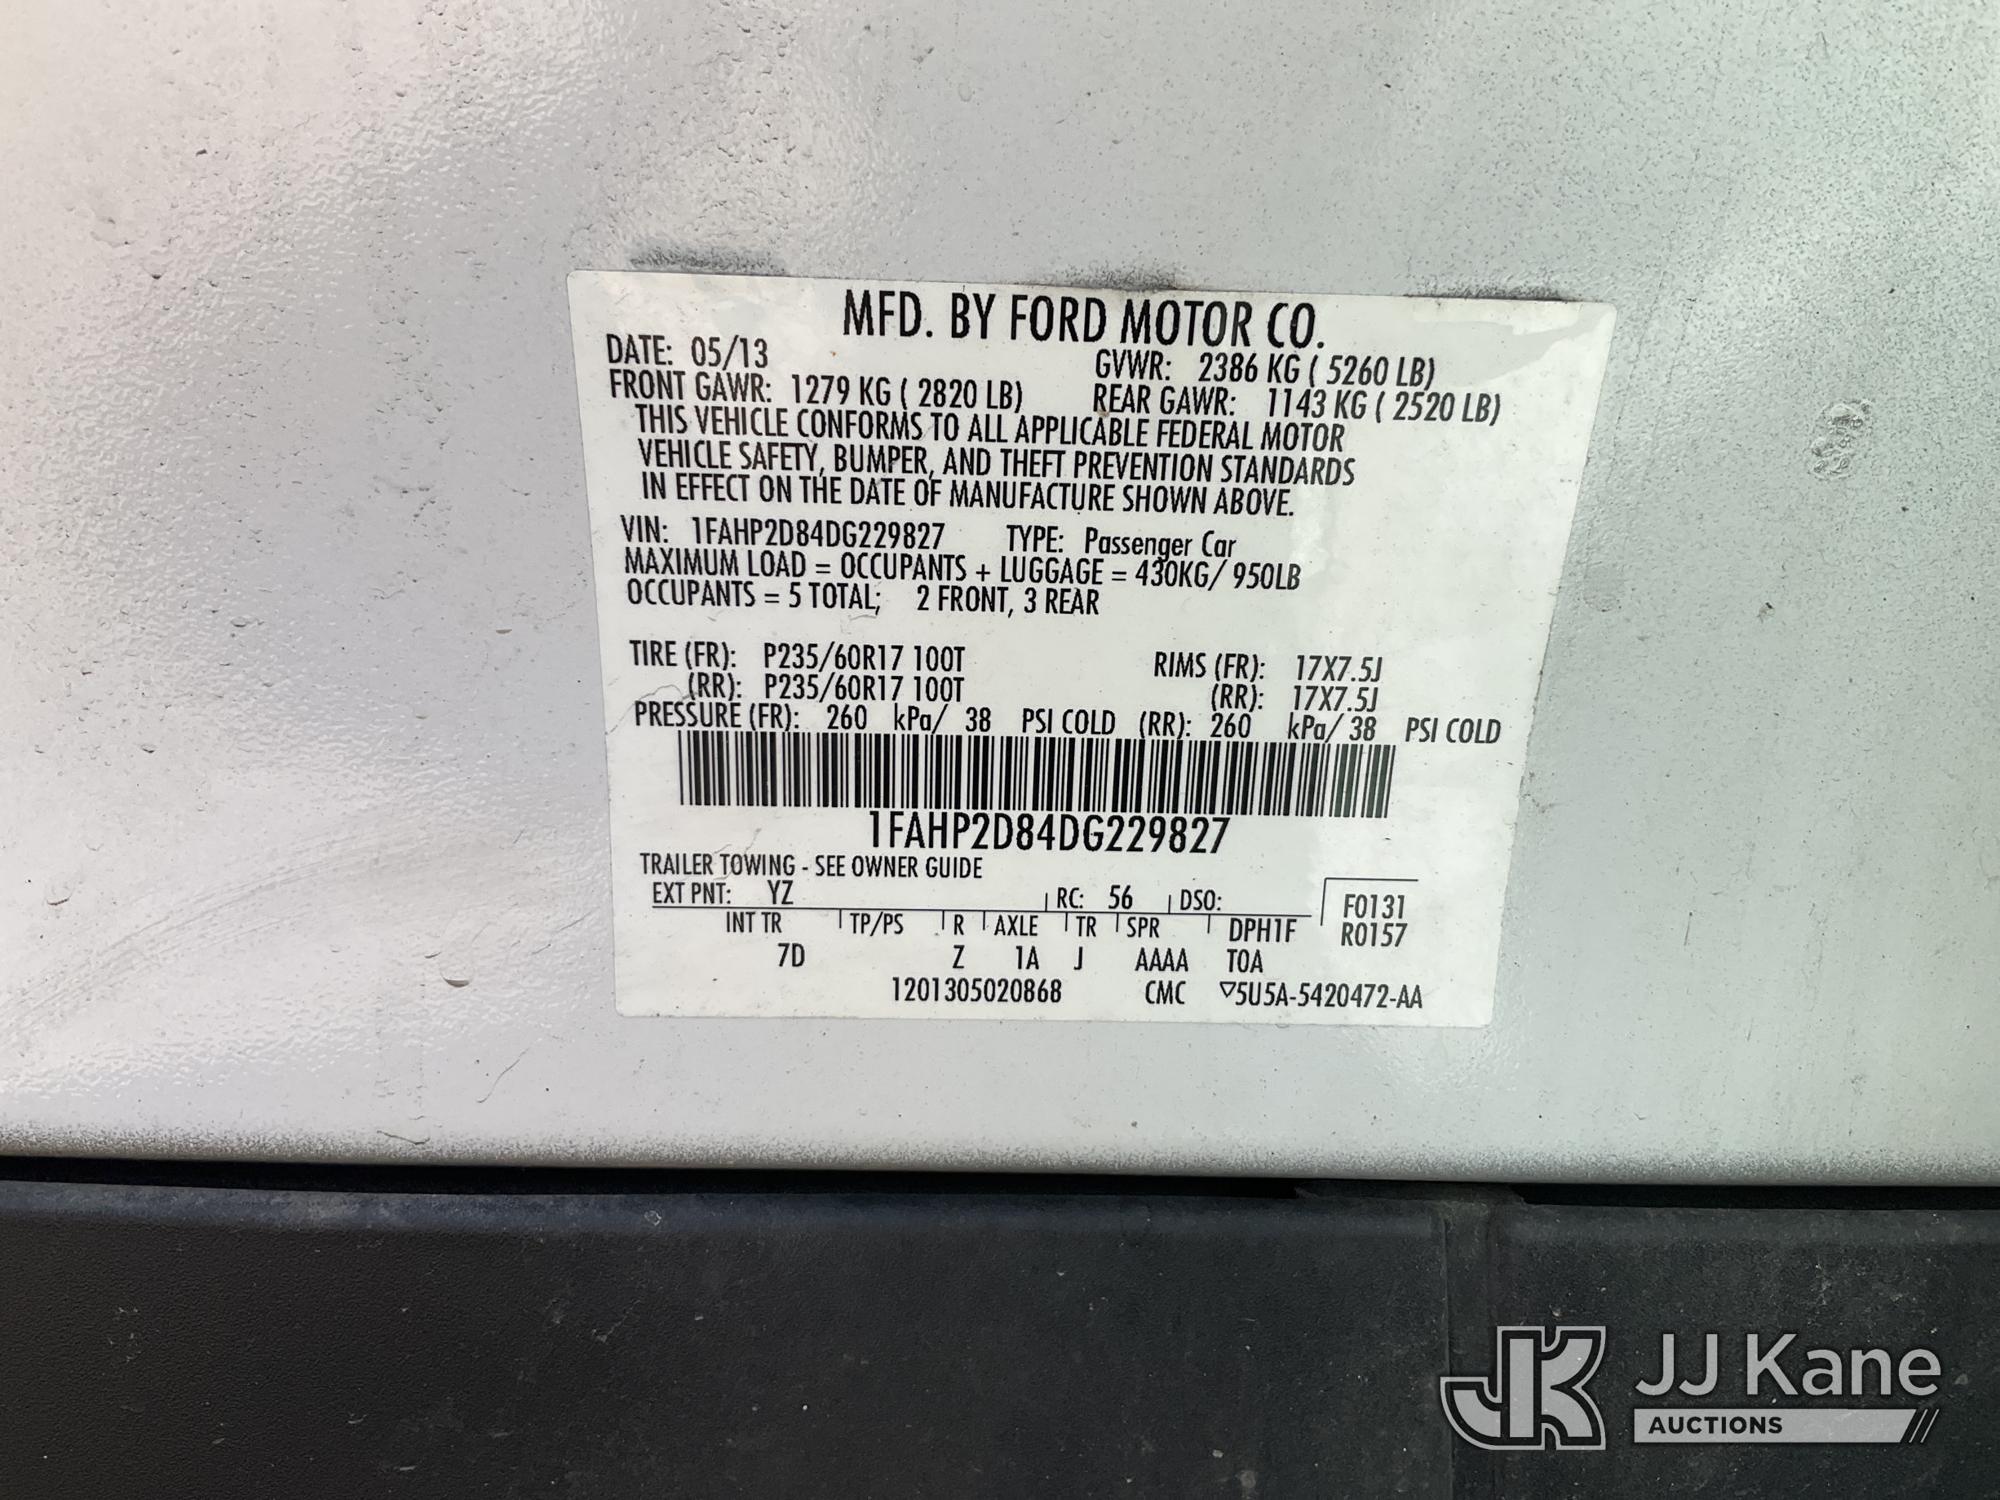 MFD. BY FORD MOTOR CO.
DATE: 05/13 GVWR: 2386 KG ( 5260 LB)
FRONT GAWR: 1279 KG ( 2820 LB) REAR GAWR: 1143 KG ( 2520 LB)
THIS VEHICLE CONFORMS TO ALL APPLICABLE FEDERAL MOTOR
VEHICLE SAFETY, BUMPER, AND THEFT PREVENTION STANDARDS
IN EFFECT ON THE DATE OF MANUFACTURE SHOWN ABOVE.
VIN: 1FAHP2D84DG229827 TYPE: Passenger Car
MAXIMUM LOAD = OCCUPANTS + LUGGAGE = 430KG/ 950LB
OCCUPANTS = 5 TOTAL; 2 FRONT, 3 REAR
TIRE (FR): P235/60R17 100T RIMS (FR): 17X7.5J
(RR): P235/60R17 100T (RR): 17X7.5J
PRESSURE (FR): 260 kPa/ 38 PSI COLD (RR): 260 kPa/ 38 PSI COLD
1FAHP2D84DG229827
TRAILER TOWING - SEE OWNER GUIDE
EXT PNT: YZ RC: 56 DSO: F0131
INT TR TP/PS R AXLE TR SPR DPH1F R0157
7D Z 1A J AAAA TOA
1201305020868 CMC ▽5U5A-5420472-AA
JK JJ Kane
AUCTIONS